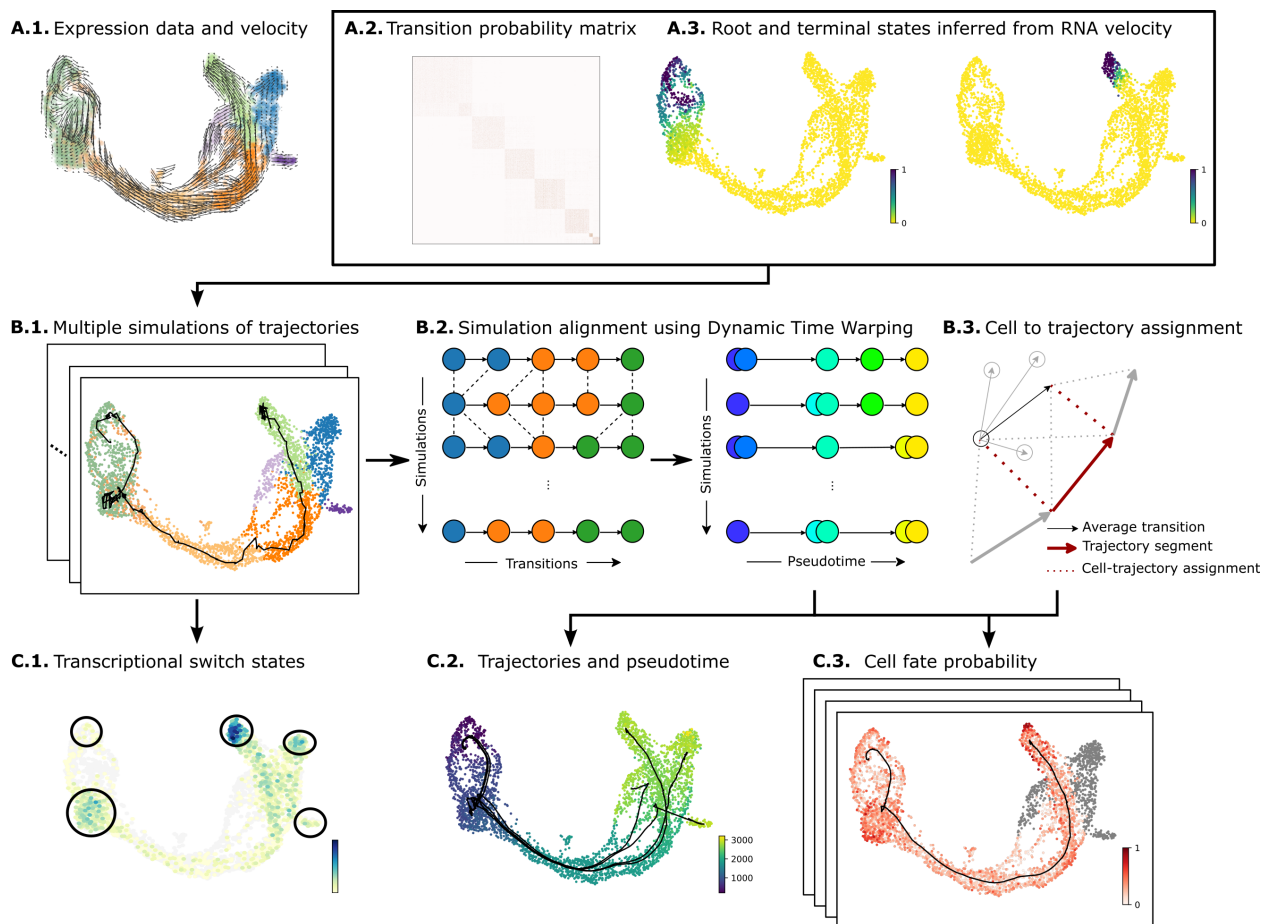 A.1. Expression data and velocity
A.2. Transition probability matrix
A.3. Root and terminal states inferred from RNA velocity
1
0
1
0
B.1. Multiple simulations of trajectories
B.2. Simulation alignment using Dynamic Time Warping
B.3. Cell to trajectory assignment
Simulations
...
Transitions
Simulations
...
Pseudotime
Average transition
Trajectory segment
Cell-trajectory assignment
C.1. Transcriptional switch states
C.2. Trajectories and pseudotime
3000
2000
1000
C.3. Cell fate probability
1
0